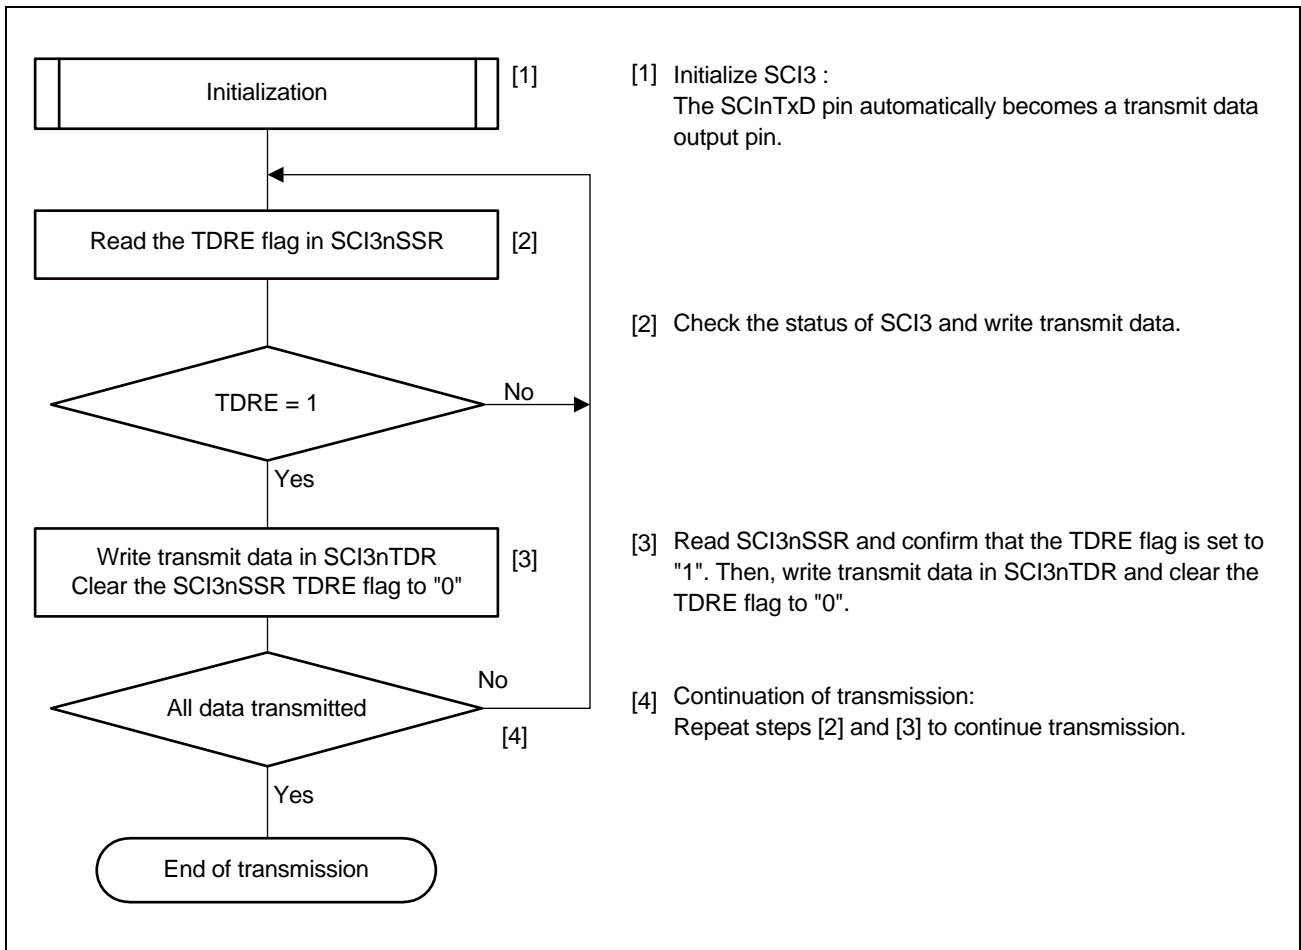 Initialization [1]
Read the TDRE flag in SCI3nSSR [2]
TDRE = 1
No
Yes
Write transmit data in SCI3nTDR
Clear the SCI3nSSR TDRE flag to "0"
[3]
All data transmitted
No
[4]
Yes
End of transmission
[1] Initialize SCI3 :
The SCInTxD pin automatically becomes a transmit data
output pin.
[2] Check the status of SCI3 and write transmit data.
[3] Read SCI3nSSR and confirm that the TDRE flag is set to
"1". Then, write transmit data in SCI3nTDR and clear the
TDRE flag to "0".
[4] Continuation of transmission:
Repeat steps [2] and [3] to continue transmission.